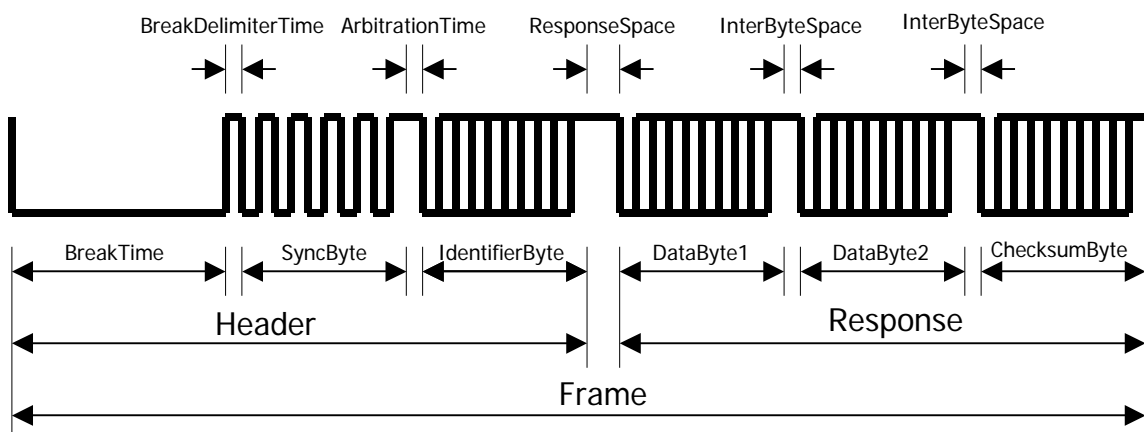 BreakDelimiterTime ArbitrationTime ResponseSpace InterByteSpace InterByteSpace
BreakTime SyncByte IdentifierByte DataByte1 DataByte2 ChecksumByte
Header Response
Frame